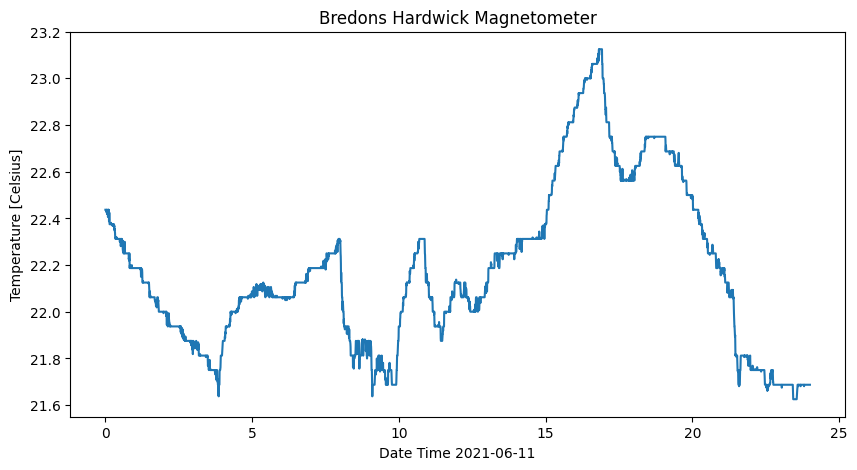 Bredons Hardwick Magnetometer
23.2
23.0
22.8
22.6
22.4
22.2
22.0
21.8
21.6
Temperature [Celsius]
0 5 10 15 20 25
Date Time 2021-06-11